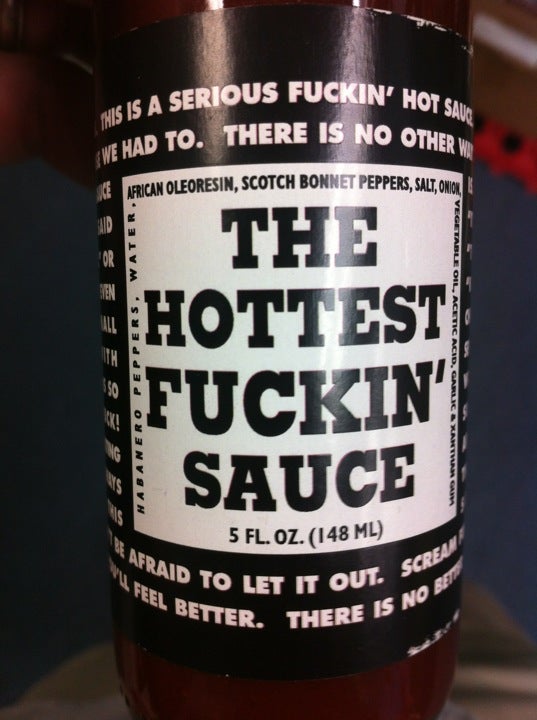 THIS IS A SERIOUS FUCKIN' HOT SAUCE
WE HAD TO. THERE IS NO OTHER
AFRICAN OLEORESIN, SCOTCH BONNET PEPPERS, SALT, ONION,
HABANERO PEPPERS, WATER,
VEGETABLE OIL, ACETIC ACID, GARLIC & XANTHAN GUM
THE
HOTTEST
FUCKIN'
SAUCE
5 FL. OZ. (148 ML)
OR
SO
BE AFRAID TO LET IT OUT. SCREAM
FEEL BETTER. THERE IS NO